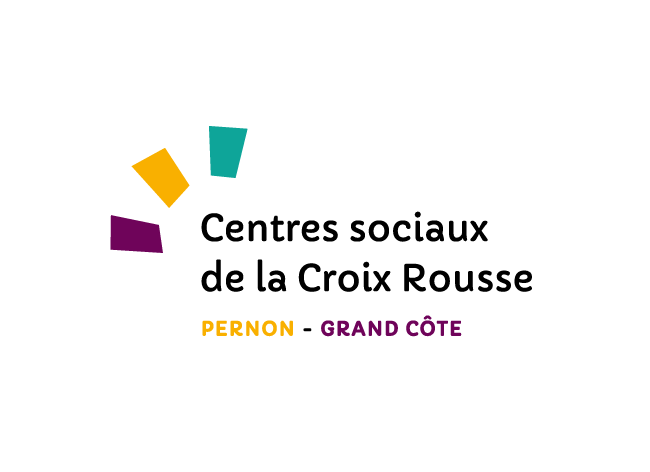 Centres sociaux
de la Croix Rousse
PERNON - GRAND CÔTE